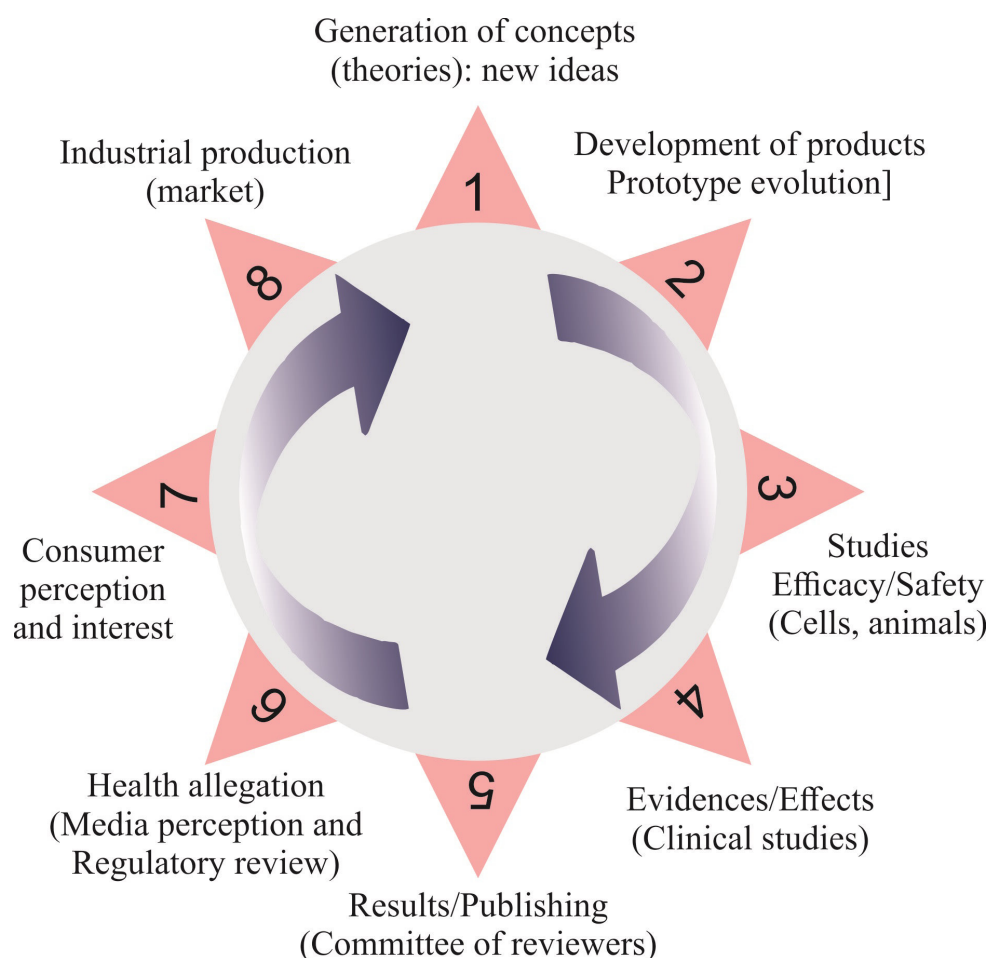 Generation of concepts
(theories): new ideas
1
Development of products
Prototype evolution]
2
3
Studies
Efficacy/Safety
(Cells, animals)
4
Evidences/Effects
(Clinical studies)
5
Results/Publishing
(Committee of reviewers)
6
Health allegation
(Media perception and
Regulatory review)
7
Consumer
perception
and interest
Industrial production
(market)
8